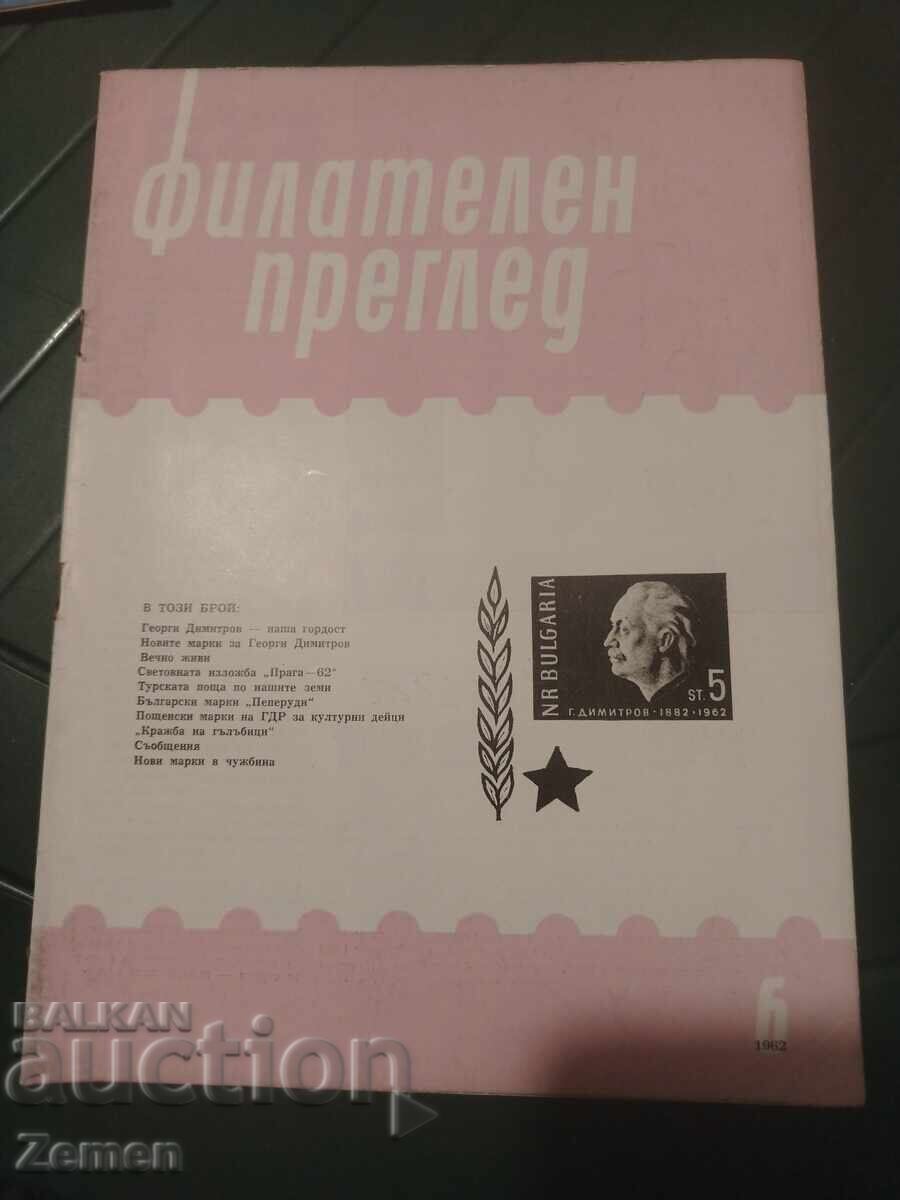 филателен
преглед
В ТОЗИ БРОЙ:
Георги Димитров — наша гордост
Новите марки за Георги Димитров
Вечно живи
Световната изложба „Прага—62"
Турската поща по нашите земи
Български марки „Пеперуди"
Пощенски марки на ГДР за културни дейци
„Кражба на гълъбици"
Съобщения
Нови марки в чужбина
NR BULGARIA
ST. 5
Г. ДИМИТРОВ · 1882 · 1962
6
1962
BALKAN
auction
Zemen